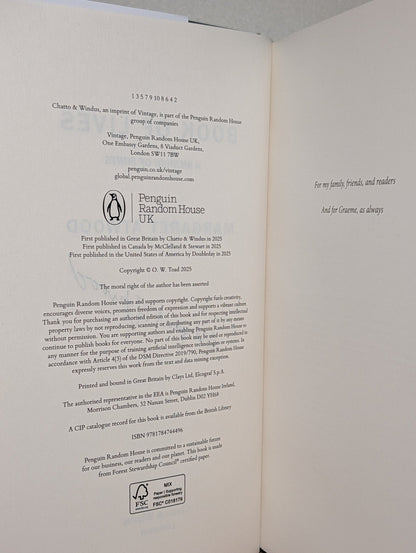 1 3 5 7 9 10 8 6 4 2
Chatto & Windus, an imprint of Vintage, is part of the Penguin Random House
group of companies
Vintage, Penguin Random House UK,
One Embassy Gardens, 8 Viaduct Gardens,
London SW11 7BW
penguin.co.uk/vintage
global.penguinrandomhouse.com
Penguin
Random House
UK
First published in Great Britain by Chatto & Windus in 2025
First published in Canada by McClelland & Stewart in 2025
First published in the United States of America by Doubleday in 2025
Copyright © O. W. Toad 2025
The moral right of the author has been asserted
Penguin Random House values and supports copyright. Copyright fuels creativity,
encourages diverse voices, promotes freedom of expression and supports a vibrant culture.
Thank you for purchasing an authorised edition of this book and for respecting intellectual
property laws by not reproducing, scanning or distributing any part of it by any means
without permission. You are supporting authors and enabling Penguin Random House to
continue to publish books for everyone. No part of this book may be used or reproduced in
any manner for the purpose of training artificial intelligence technologies or systems. In
accordance with Article 4(3) of the DSM Directive 2019/790, Penguin Random House
expressly reserves this work from the text and data mining exception.
Printed and bound in Great Britain by Clays Ltd, Elcograf S.p.A.
The authorised representative in the EEA is Penguin Random House Ireland,
Morrison Chambers, 32 Nassau Street, Dublin D02 YH68
A CIP catalogue record for this book is available from the British Library
ISBN 9781784744496
Penguin Random House is committed to a sustainable future
for our business, our readers and our planet. This book is made
from Forest Stewardship Council® certified paper.
FSC
MIX
Paper | Supporting
responsible forestry
FSC® C018179
For my family, friends, and readers
And for Graeme, as always